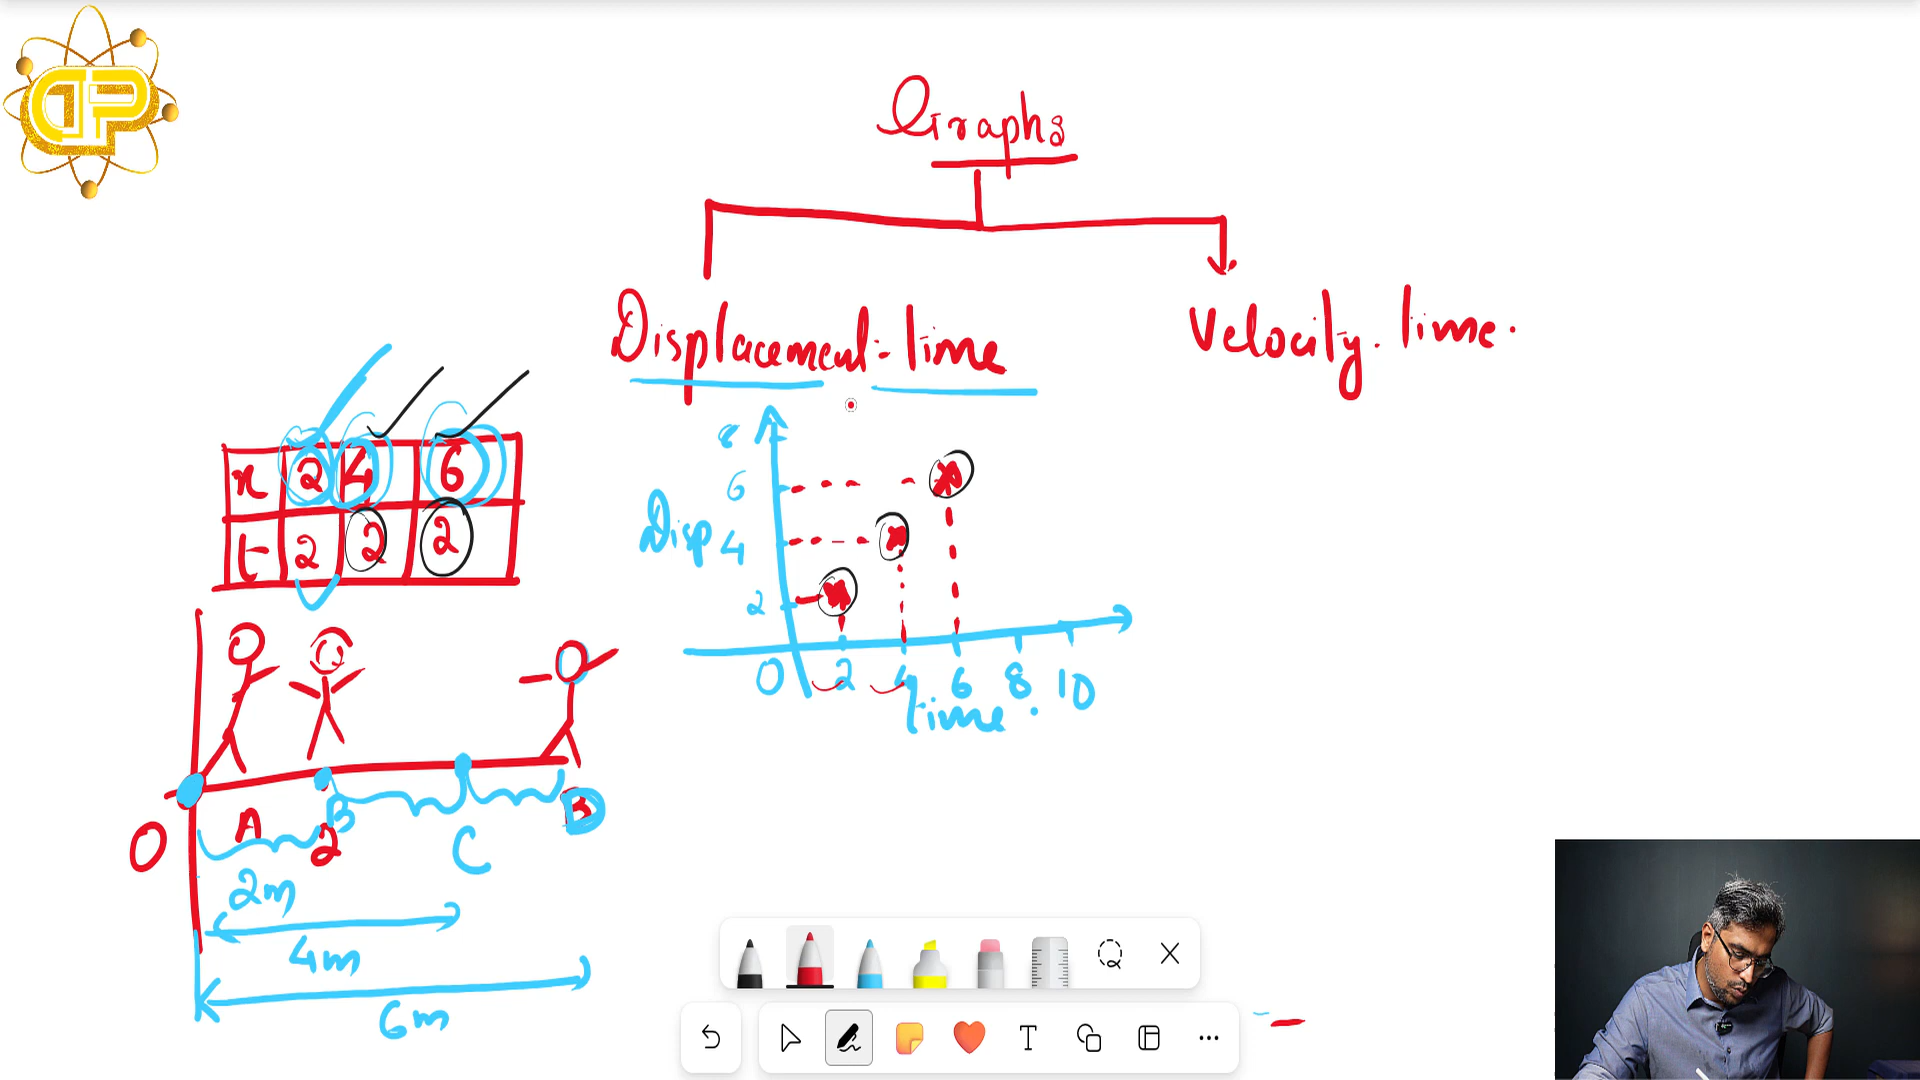 DP
Graphs
Displacement-time
Velocity-time.
x 2 4 6
t 2 2 2
8
6
Disp 4
2
0 2 4 6 8 10
time.
O A 2 B C D
2m
4m
6m
T